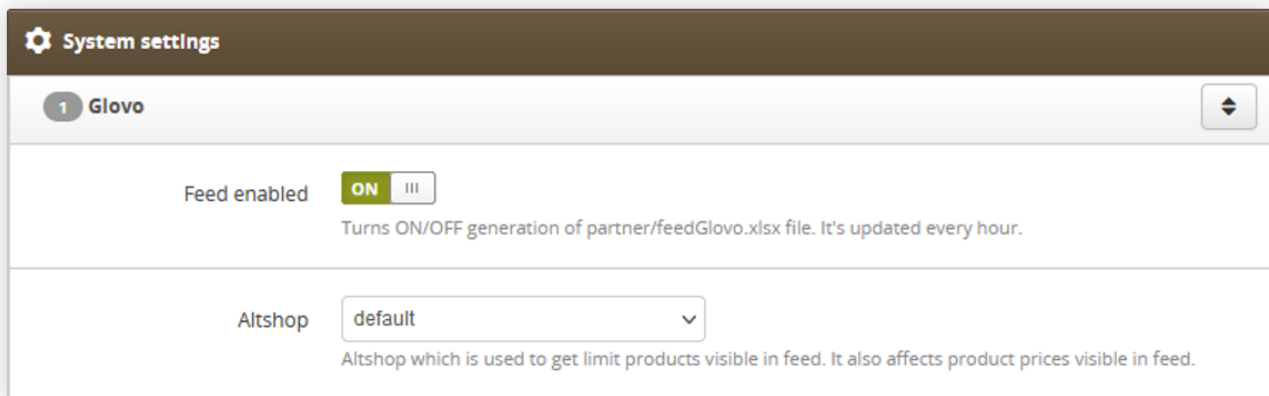 System settings
1 Glovo
Feed enabled ON
Turns ON/OFF generation of partner/feedGlovo.xlsx file. It's updated every hour.
Altshop default
Altshop which is used to get limit products visible in feed. It also affects product prices visible in feed.